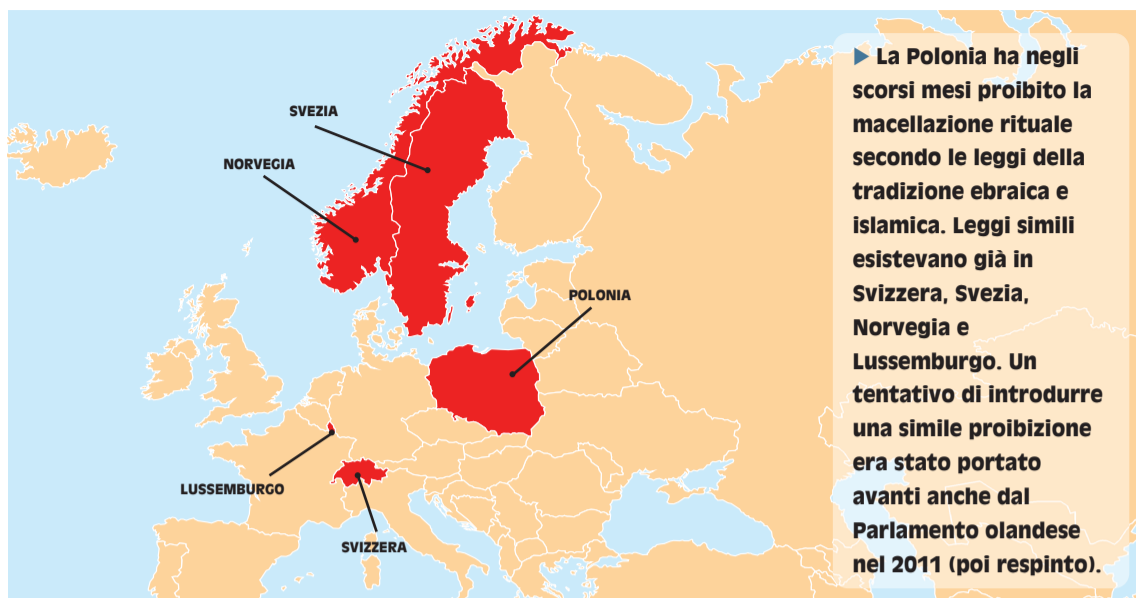 SVEZIA
NORVEGIA
POLONIA
LUSSEMBURGO
SVIZZERA
▶ La Polonia ha negli
scorsi mesi proibito la
macellazione rituale
secondo le leggi della
tradizione ebraica e
islamica. Leggi simili
esistevano già in
Svizzera, Svezia,
Norvegia e
Lussemburgo. Un
tentativo di introdurre
una simile proibizione
era stato portato
avanti anche dal
Parlamento olandese
nel 2011 (poi respinto).